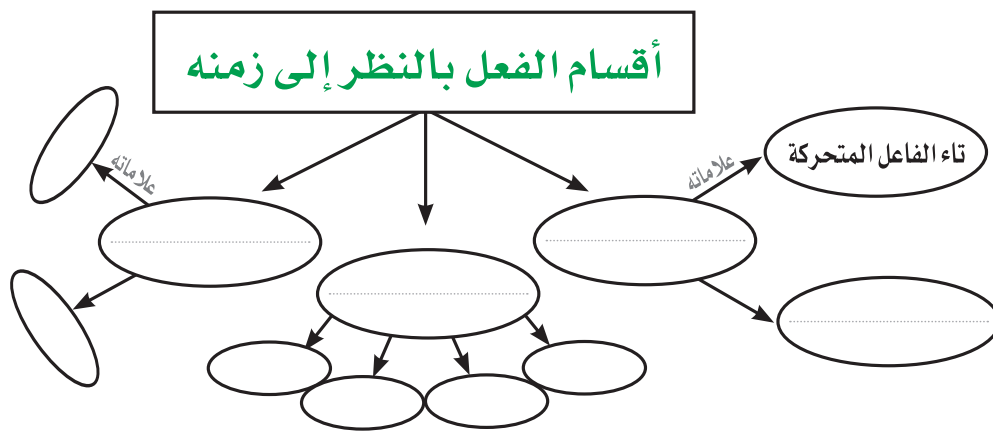 أقسام الفعل بالنظر إلى زمنه
علاماته
تاء الفاعل المتحركة
علاماته